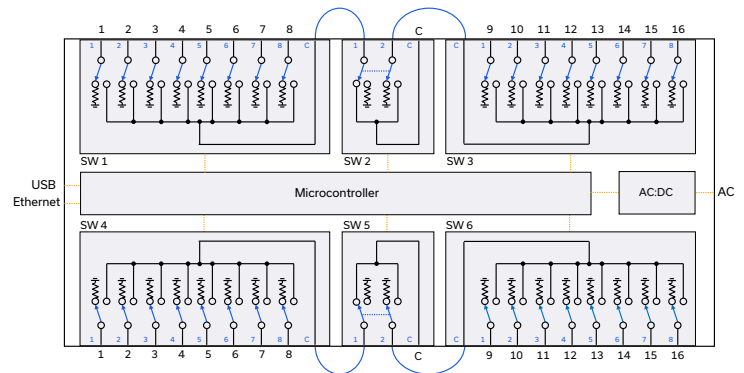 1 2 3 4 5 6 7 8 C 9 10 11 12 13 14 15 16
1 2 3 4 5 6 7 8 C 1 2 C C 1 2 3 4 5 6 7 8
SW 1 SW 2 SW 3
USB
Ethernet
Microcontroller
AC:DC
AC
SW 4 SW 5 SW 6
1 2 3 4 5 6 7 8 C 1 2 C C 1 2 3 4 5 6 7 8
1 2 3 4 5 6 7 8 C 9 10 11 12 13 14 15 16